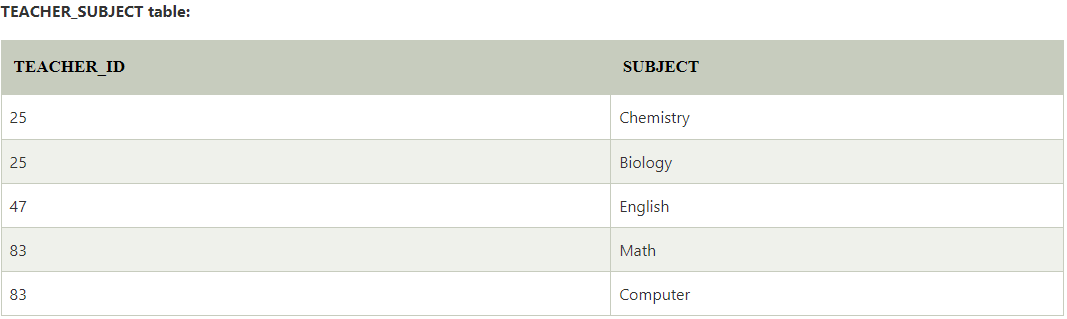 TEACHER_SUBJECT table:
TEACHER_ID SUBJECT
25 Chemistry
25 Biology
47 English
83 Math
83 Computer